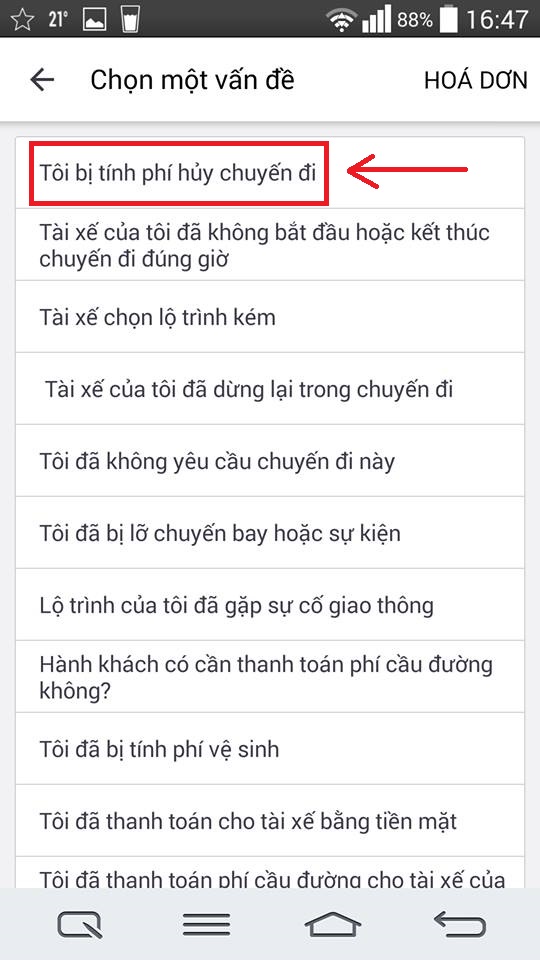 21° 88% 16:47
Chọn một vấn đề HOÁ DƠN
Tôi bị tính phí hủy chuyến đi
Tài xế của tôi đã không bắt đầu hoặc kết thúc
chuyến đi đúng giờ
Tài xế chọn lộ trình kém
Tài xế của tôi đã dừng lại trong chuyến đi
Tôi đã không yêu cầu chuyến đi này
Tôi đã bị lỡ chuyến bay hoặc sự kiện
Lộ trình của tôi đã gặp sự cố giao thông
Hành khách có cần thanh toán phí cầu đường
không?
Tôi đã bị tính phí vệ sinh
Tôi đã thanh toán cho tài xế bằng tiền mặt
Tôi đã thanh toán phí cầu đường cho tài xế của